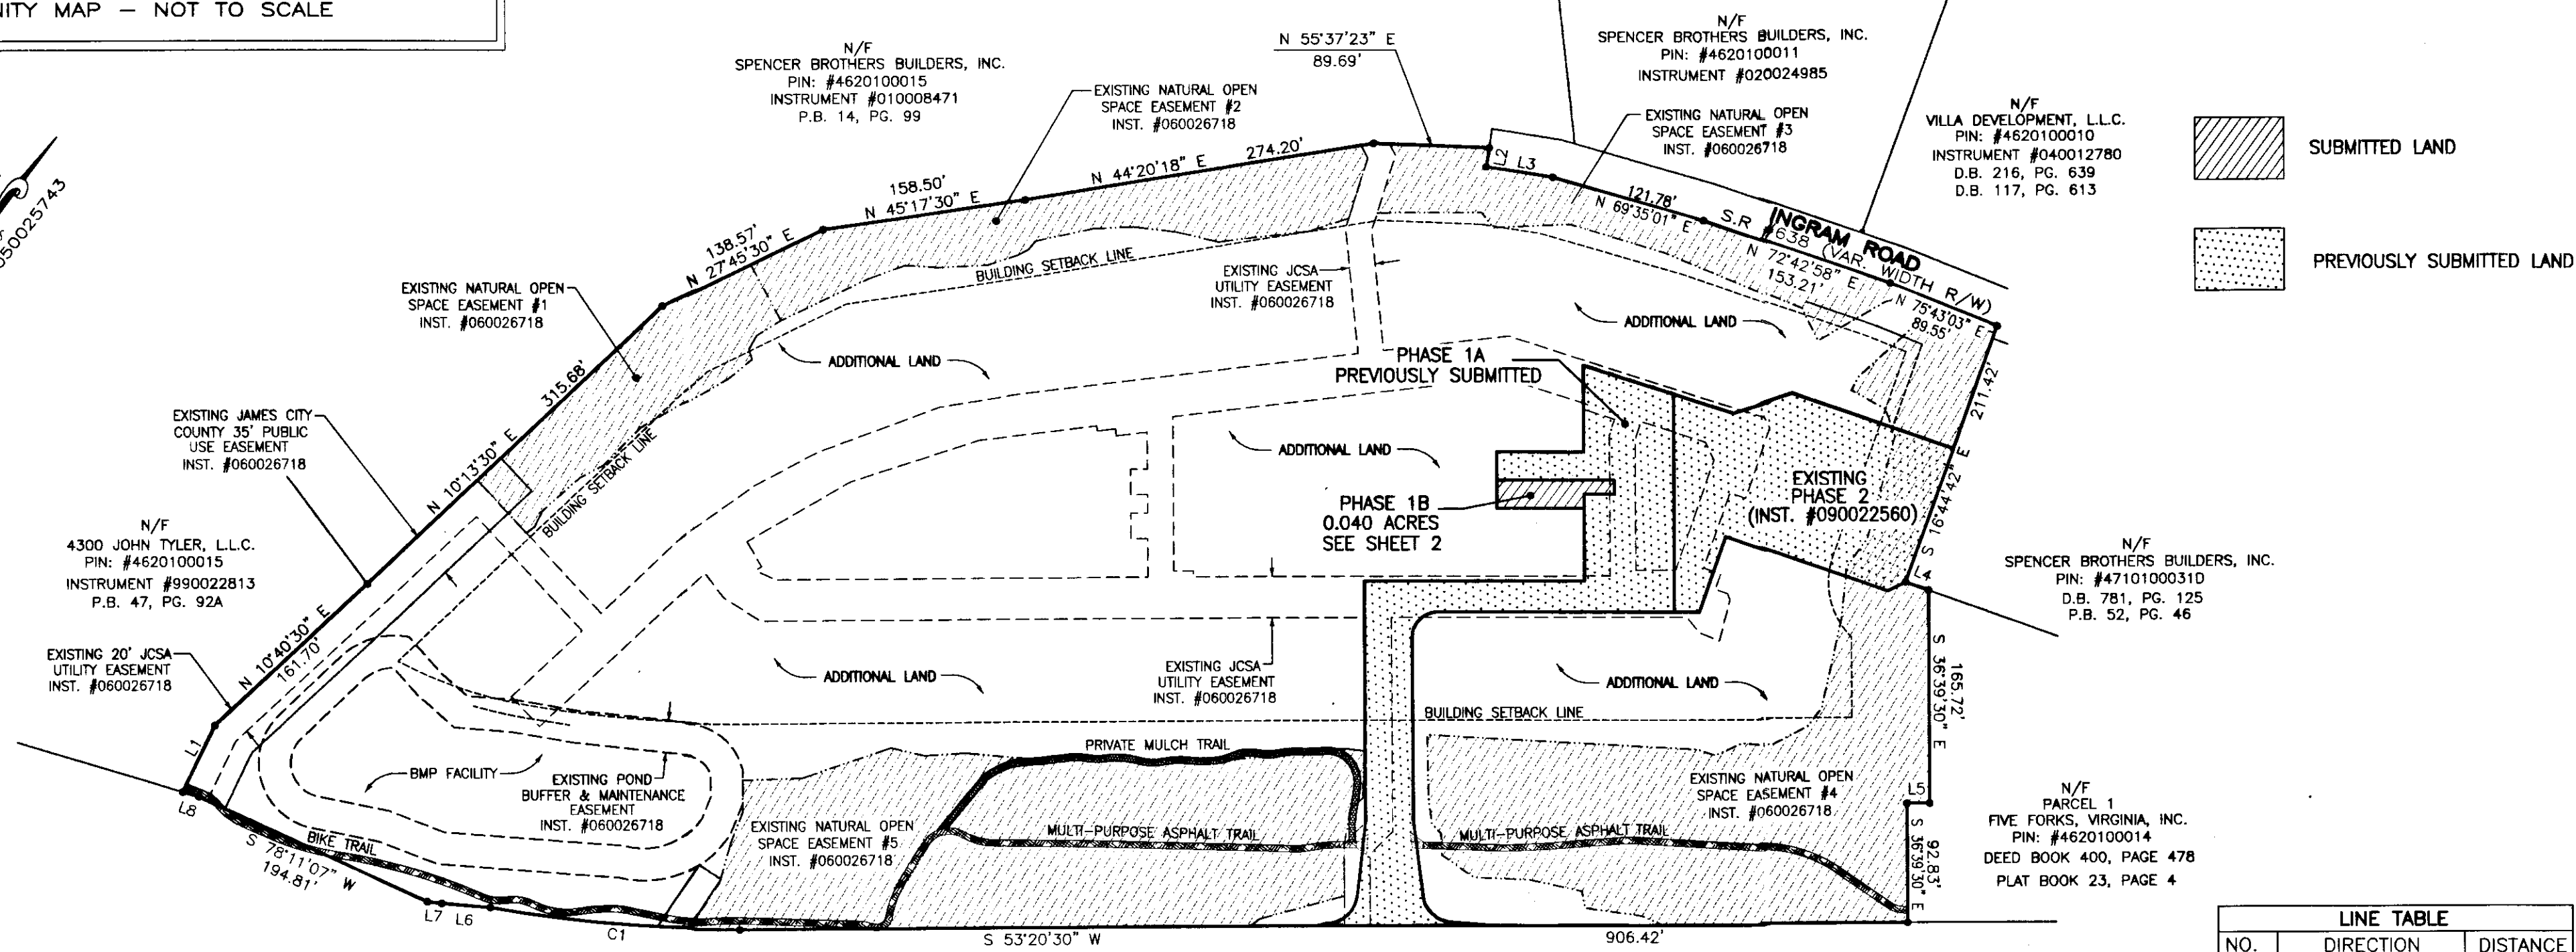 NITY MAP – NOT TO SCALE
N/F
SPENCER BROTHERS BUILDERS, INC.
PIN: #4620100015
INSTRUMENT #010008471
P.B. 14, PG. 99
EXISTING NATURAL OPEN
SPACE EASEMENT #2
INST. #060026718
N 55°37'23" E
89.69'
N/F
SPENCER BROTHERS BUILDERS, INC.
PIN: #4620100011
INSTRUMENT #020024985
EXISTING NATURAL OPEN
SPACE EASEMENT #3
INST. #060026718
N/F
VILLA DEVELOPMENT, L.L.C.
PIN: #4620100010
INSTRUMENT #040012780
D.B. 216, PG. 639
D.B. 117, PG. 613
SUBMITTED LAND
PREVIOUSLY SUBMITTED LAND
050025743
L2
L3
121.78'
N 69°35'01" E
S.R. #638 (VAR. WIDTH R/W)
INGRAM ROAD
N 72°42'58" E
153.21'
N 75°43'03" E
89.55'
274.20'
N 44°20'18" E
158.50'
N 45°17'30" E
138.57'
N 27°45'30" E
EXISTING NATURAL OPEN
SPACE EASEMENT #1
INST. #060026718
315.68'
N 10°13'30" E
BUILDING SETBACK LINE
BUILDING SETBACK LINE
EXISTING JCSA
UTILITY EASEMENT
INST. #060026718
ADDITIONAL LAND
ADDITIONAL LAND
PHASE 1A
PREVIOUSLY SUBMITTED
211.42'
S 16°44'42" E
EXISTING JAMES CITY
COUNTY 35' PUBLIC
USE EASEMENT
INST. #060026718
ADDITIONAL LAND
EXISTING
PHASE 2
(INST. #090022560)
PHASE 1B
0.040 ACRES
SEE SHEET 2
N/F
4300 JOHN TYLER, L.L.C.
PIN: #4620100015
INSTRUMENT #990022813
P.B. 47, PG. 92A
N/F
SPENCER BROTHERS BUILDERS, INC.
PIN: #4710100031D
D.B. 781, PG. 125
P.B. 52, PG. 46
L4
N 10°40'30" E
161.70'
EXISTING 20' JCSA
UTILITY EASEMENT
INST. #060026718
ADDITIONAL LAND
EXISTING JCSA
UTILITY EASEMENT
INST. #060026718
ADDITIONAL LAND
165.72'
S 36°39'30" E
BUILDING SETBACK LINE
L1
PRIVATE MULCH TRAIL
BMP FACILITY
EXISTING POND
BUFFER & MAINTENANCE
EASEMENT
INST. #060026718
EXISTING NATURAL OPEN
SPACE EASEMENT #4
INST. #060026718
L5
L8
BIKE TRAIL
S 78°11'07" W
194.81'
EXISTING NATURAL OPEN
SPACE EASEMENT #5
INST. #060026718
MULTI-PURPOSE ASPHALT TRAIL
MULTI-PURPOSE ASPHALT TRAIL
92.83'
S 36°39'30" E
N/F
PARCEL 1
FIVE FORKS, VIRGINIA, INC.
PIN: #4620100014
DEED BOOK 400, PAGE 478
PLAT BOOK 23, PAGE 4
L7
L6
C1
S 53°20'30" W
906.42'
LINE TABLE
NO. DIRECTION DISTANCE